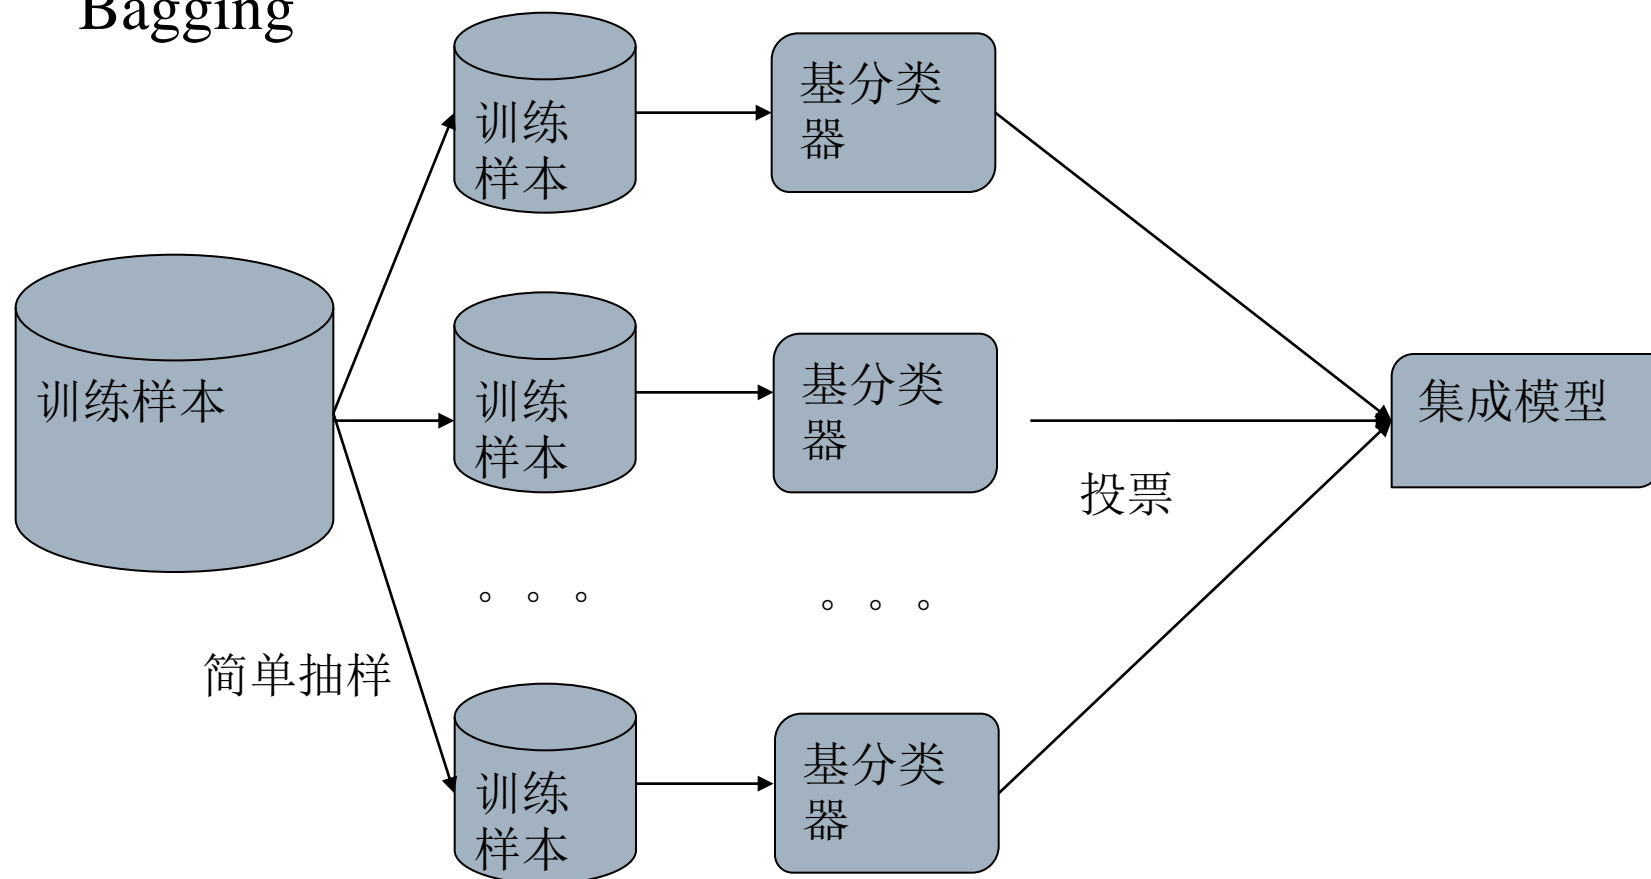 Bagging
训练
样本
基分类
器
训练样本
训练
样本
基分类
器
集成模型
投票
。。。
。。。
简单抽样
训练
样本
基分类
器